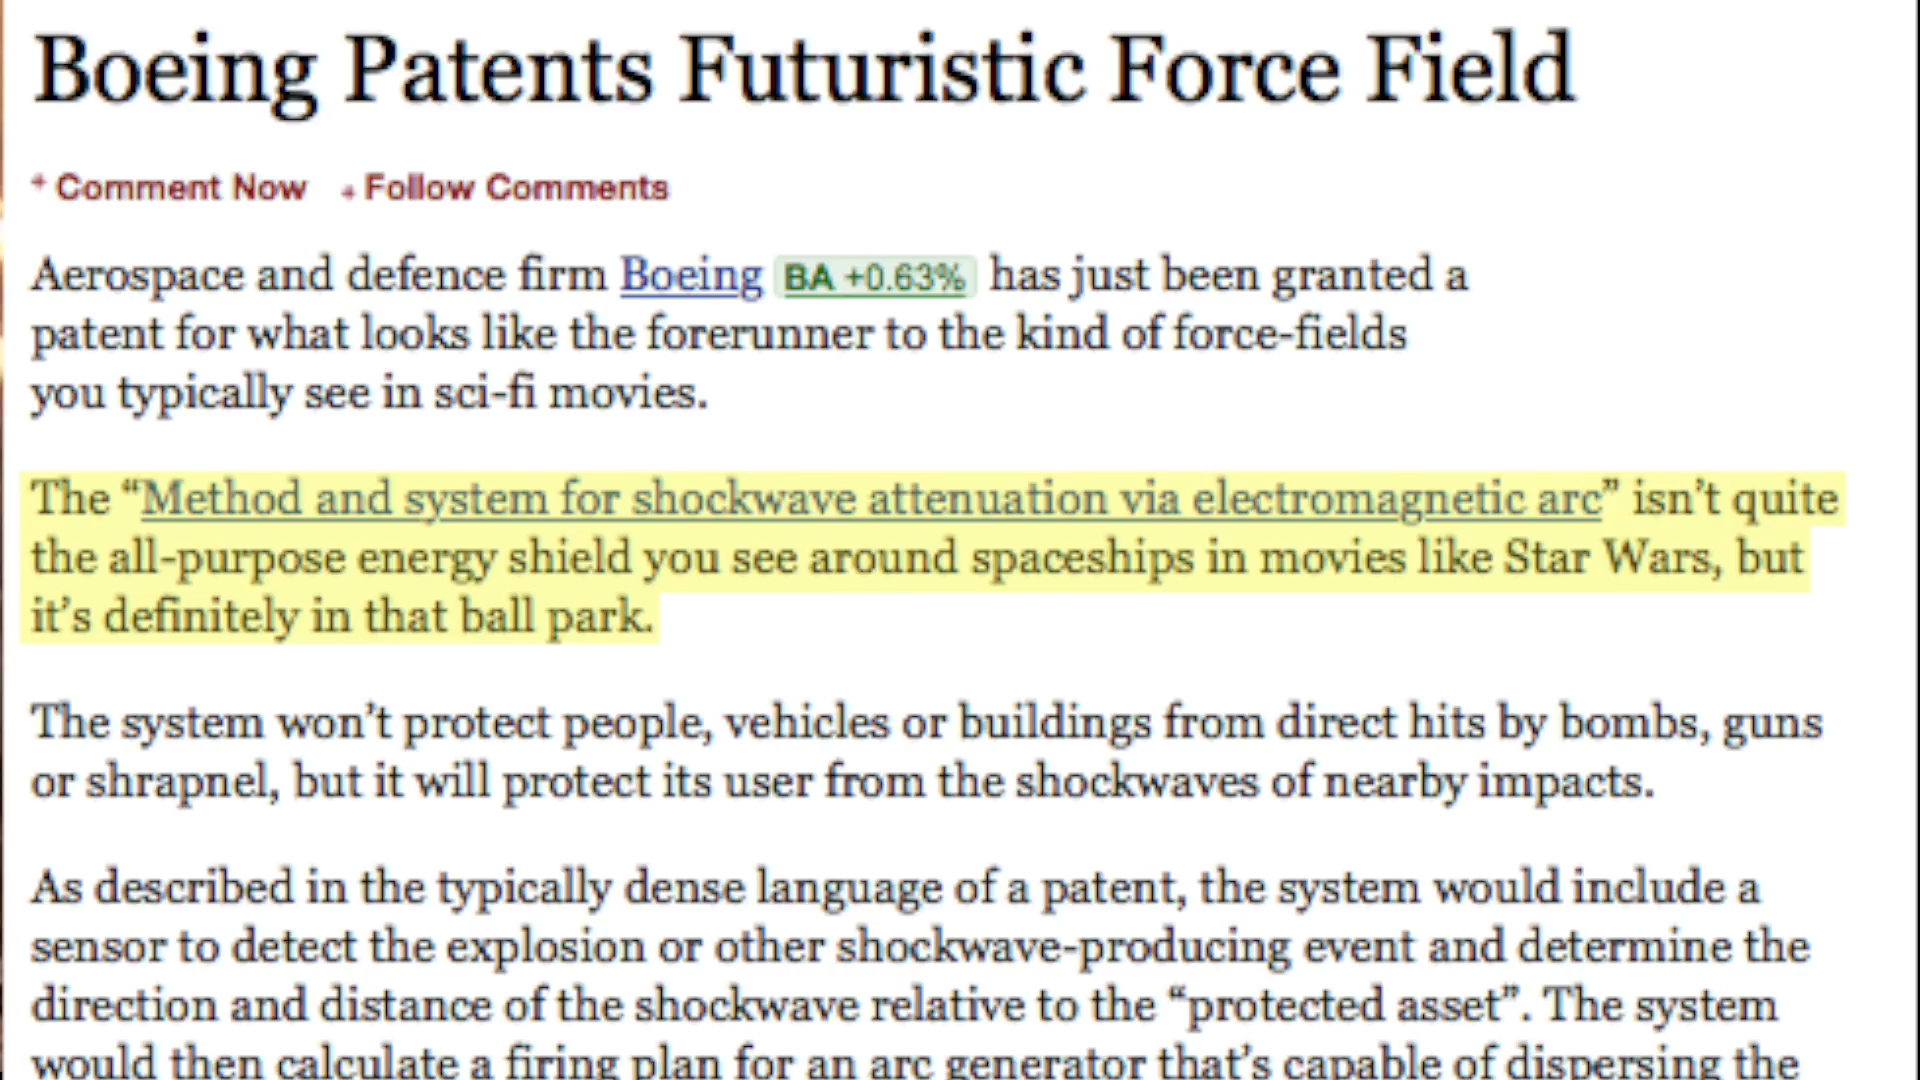 Boeing Patents Futuristic Force Field
+ Comment Now + Follow Comments
Aerospace and defence firm Boeing BA +0.63% has just been granted a
patent for what looks like the forerunner to the kind of force-fields
you typically see in sci-fi movies.
The “Method and system for shockwave attenuation via electromagnetic arc” isn’t quite
the all-purpose energy shield you see around spaceships in movies like Star Wars, but
it’s definitely in that ball park.
The system won’t protect people, vehicles or buildings from direct hits by bombs, guns
or shrapnel, but it will protect its user from the shockwaves of nearby impacts.
As described in the typically dense language of a patent, the system would include a
sensor to detect the explosion or other shockwave-producing event and determine the
direction and distance of the shockwave relative to the “protected asset”. The system
would then calculate a firing plan for an arc generator that’s capable of dispersing the